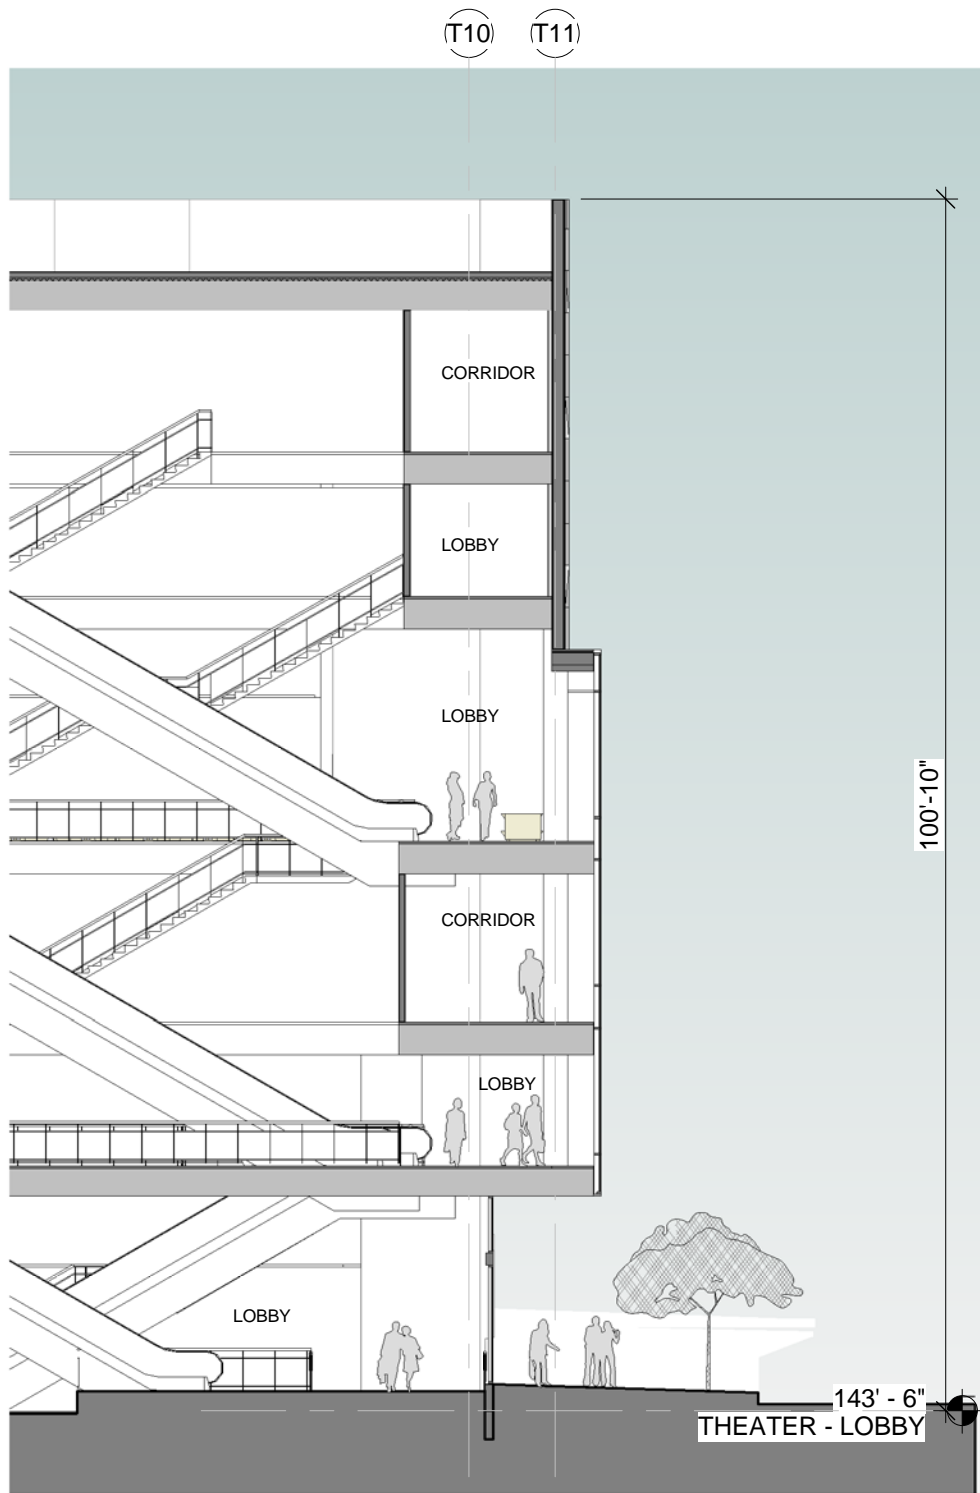 T10
T11
CORRIDOR
LOBBY
LOBBY
100'-10"
CORRIDOR
LOBBY
LOBBY
143' - 6"
THEATER - LOBBY